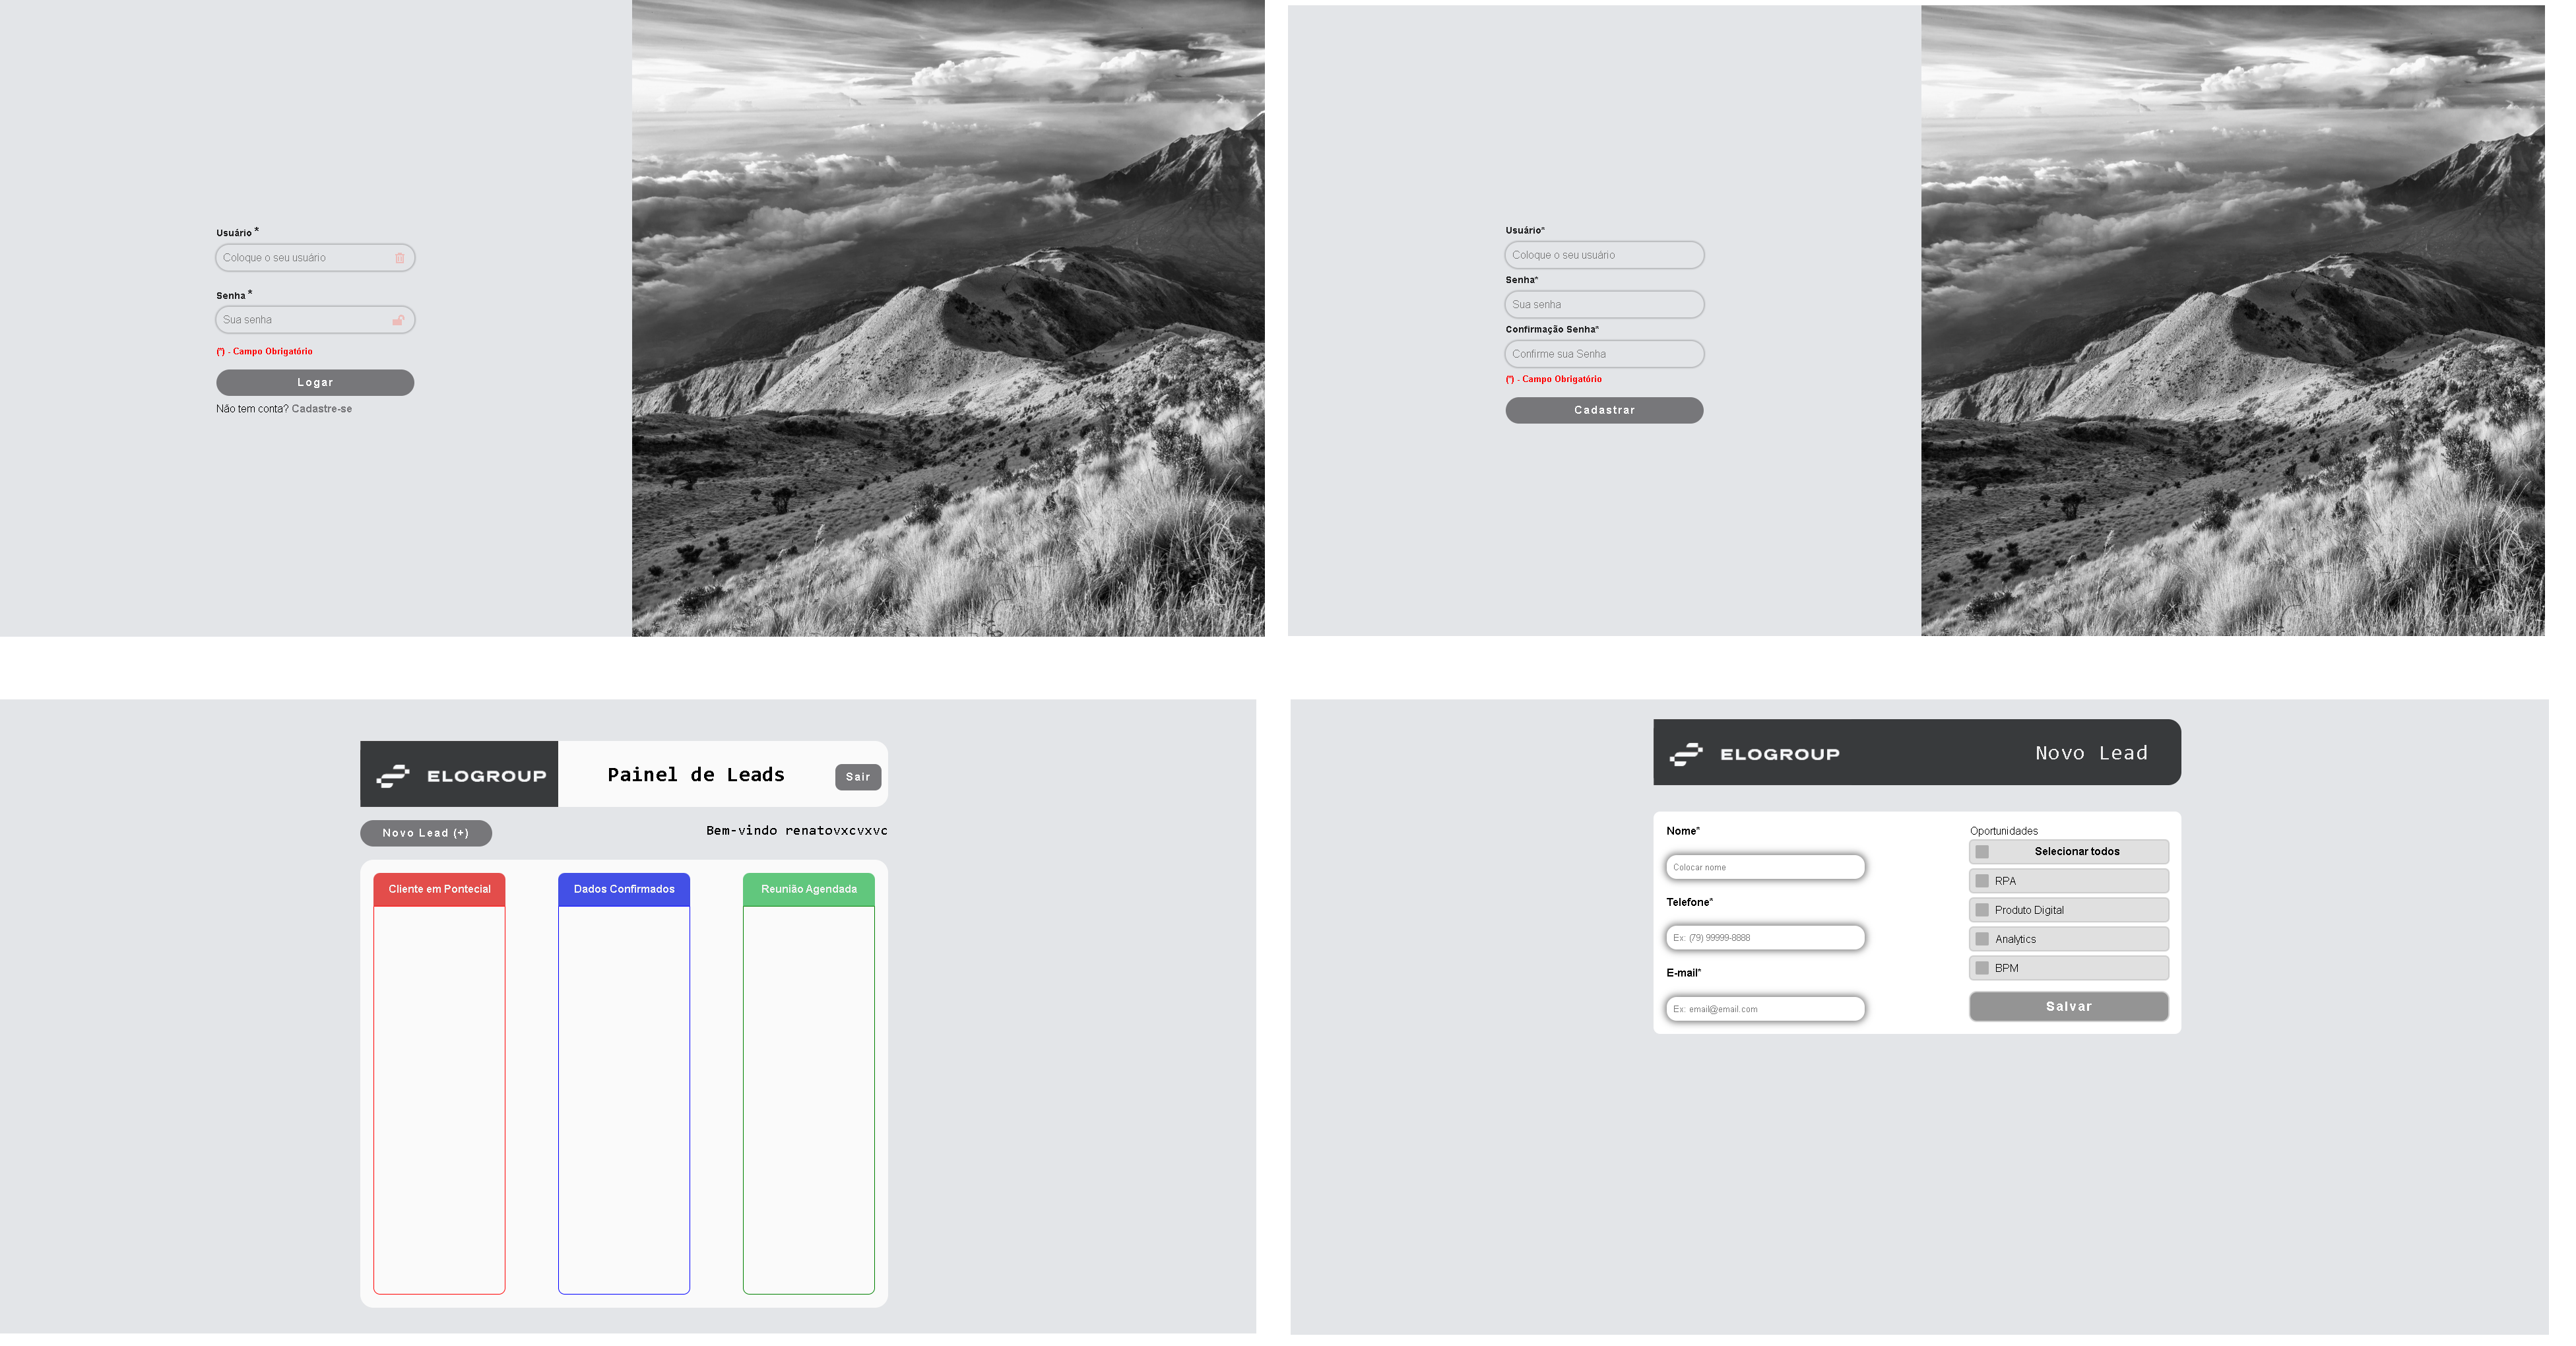 Usuário *
Coloque o seu usuário
Senha *
Sua senha
(*) - Campo Obrigatório
Logar
Não tem conta? Cadastre-se
Usuário*
Coloque o seu usuário
Senha*
Sua senha
Confirmação Senha*
Confirme sua Senha
(*) - Campo Obrigatório
Cadastrar
ELOGROUP
Painel de Leads
Sair
Novo Lead (+)
Bem-vindo renatovxcvxvc
Cliente em Pontecial
Dados Confirmados
Reunião Agendada
ELOGROUP
Novo Lead
Nome*
Colocar nome
Telefone*
Ex: (79) 99999-8888
E-mail*
Ex: email@email.com
Oportunidades
Selecionar todos
RPA
Produto Digital
Analytics
BPM
Salvar